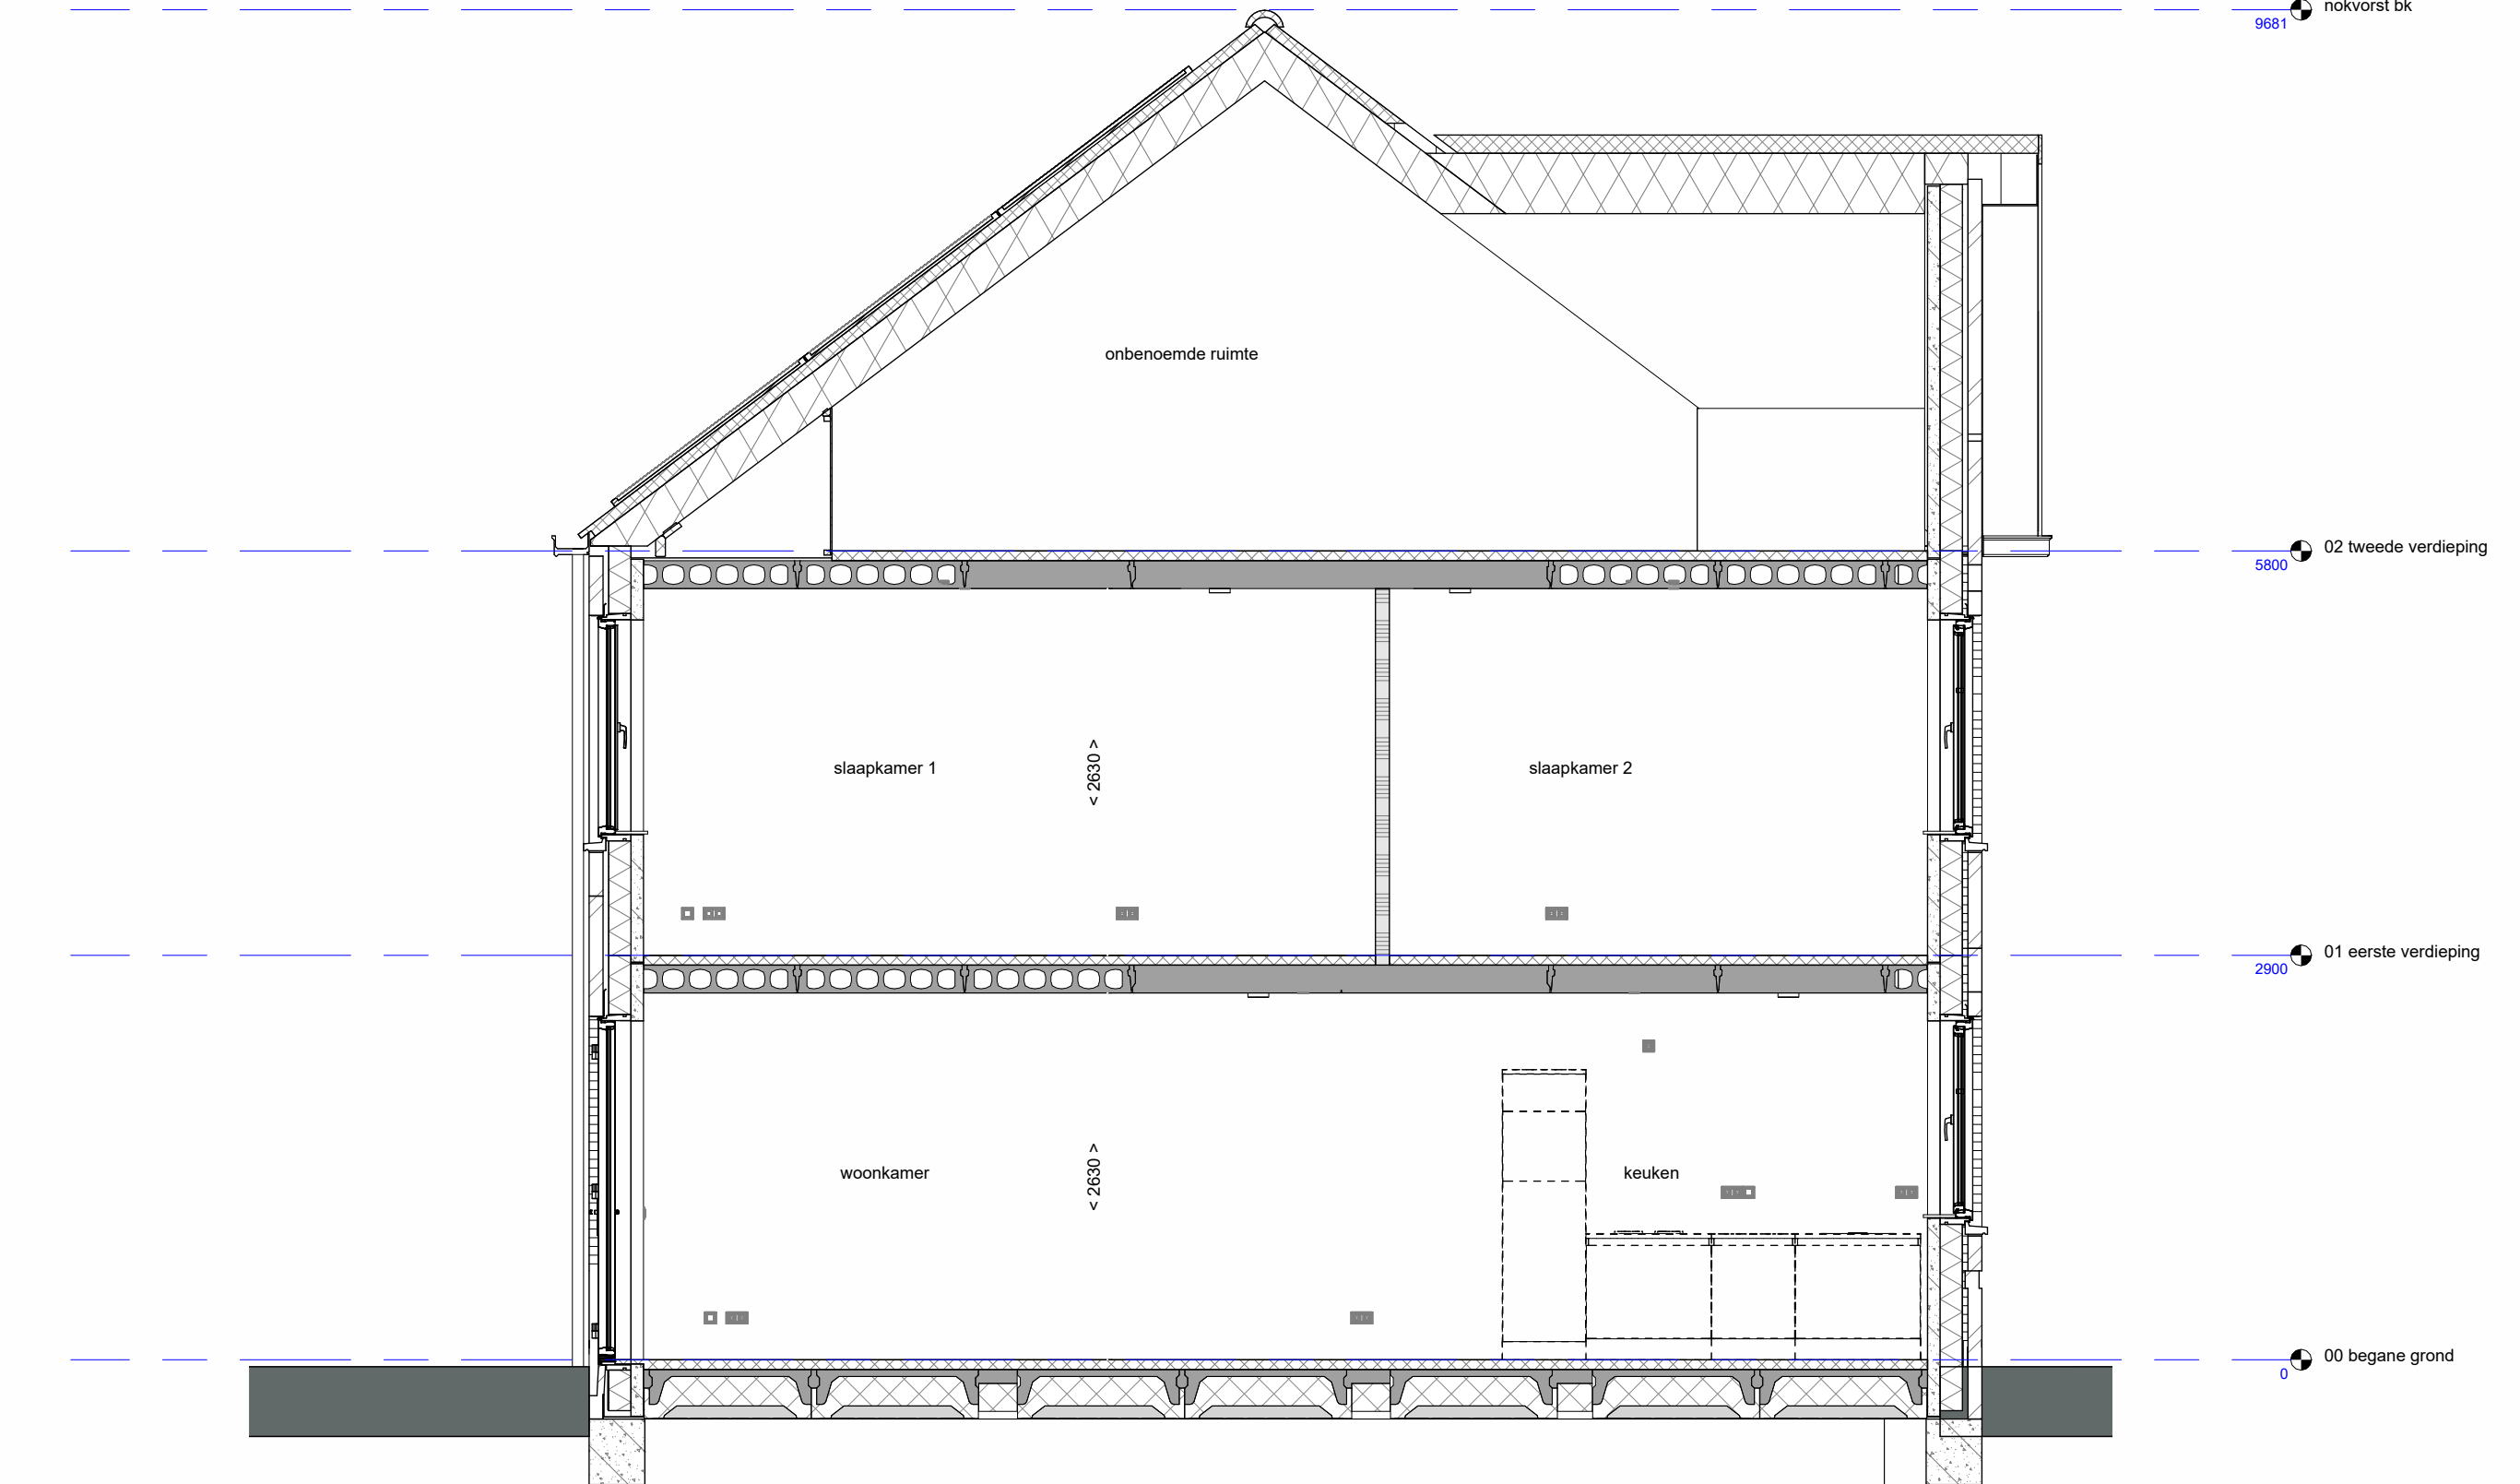 nokvorst bk
9681
onbenoemde ruimte
02 tweede verdieping
5800
slaapkamer 1
< 2630 >
slaapkamer 2
01 eerste verdieping
2900
woonkamer
< 2630 >
keuken
00 begane grond
0